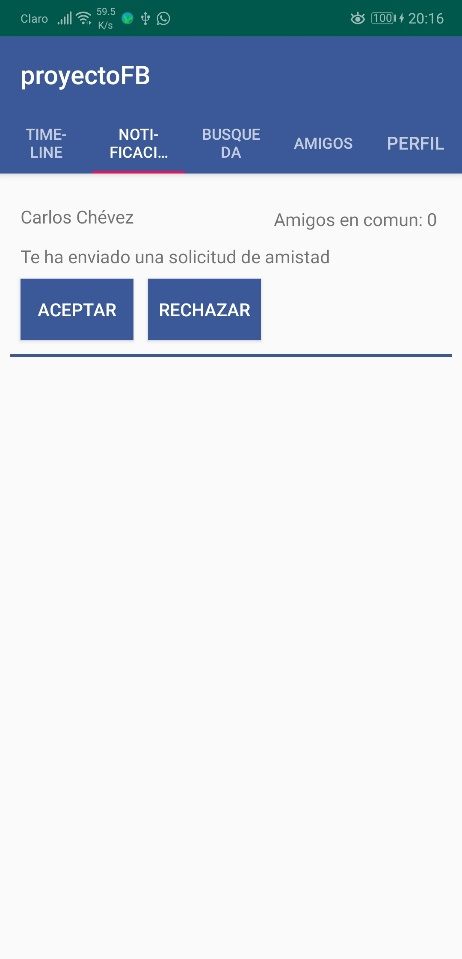 Claro 59.5 K/s 100 20:16
proyectoFB
TIME-
LINE
NOTI-
FICACI...
BUSQUE
DA
AMIGOS
PERFIL
Carlos Chévez
Amigos en comun: 0
Te ha enviado una solicitud de amistad
ACEPTAR
RECHAZAR